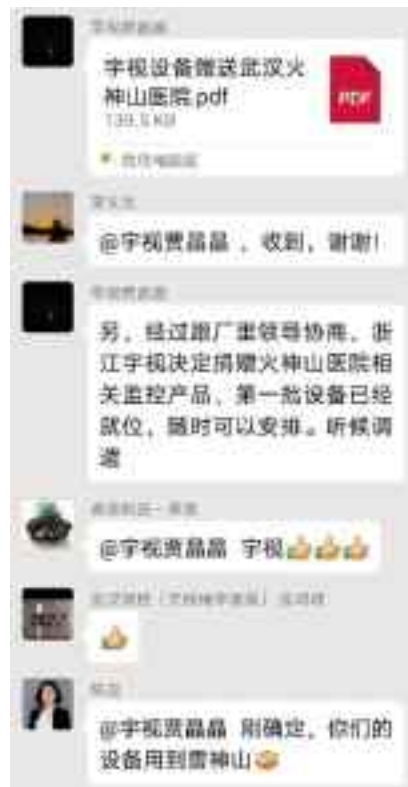 宇视设备赠送武汉火
神山医院.pdf
139.5 KB
PDF
@宇视贾晶晶 ，收到，谢谢！
另，经过跟厂里领导协商，浙
江宇视决定捐赠火神山医院相
关监控产品、第一批设备已经
就位，随时可以安排。听候调
遣
@宇视贾晶晶 宇视👍👍👍
👍
@宇视贾晶晶 刚确定，你们的
设备用到雷神山